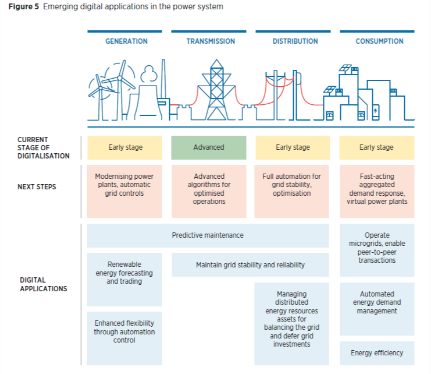 Figure 5 Emerging digital applications in the power system
GENERATION
TRANSMISSION
DISTRIBUTION
CONSUMPTION
CURRENT
STAGE OF
DIGITALISATION
Early stage
Advanced
Early stage
Early stage
NEXT STEPS
Modernising power
plants, automatic
grid controls
Advanced
algorithms for
optimised
operations
Full automation for
grid stability,
optimisation
Fast-acting
aggregated
demand response,
virtual power plants
DIGITAL
APPLICATIONS
Predictive maintenance
Operate
microgrids, enable
peer-to-peer
transactions
Renewable
energy forecasting
and trading
Maintain grid stability and reliability
Managing
distributed
energy resources
assets for
balancing the grid
and defer grid
investments
Automated
energy demand
management
Enhanced flexibility
through automation
control
Energy efficiency